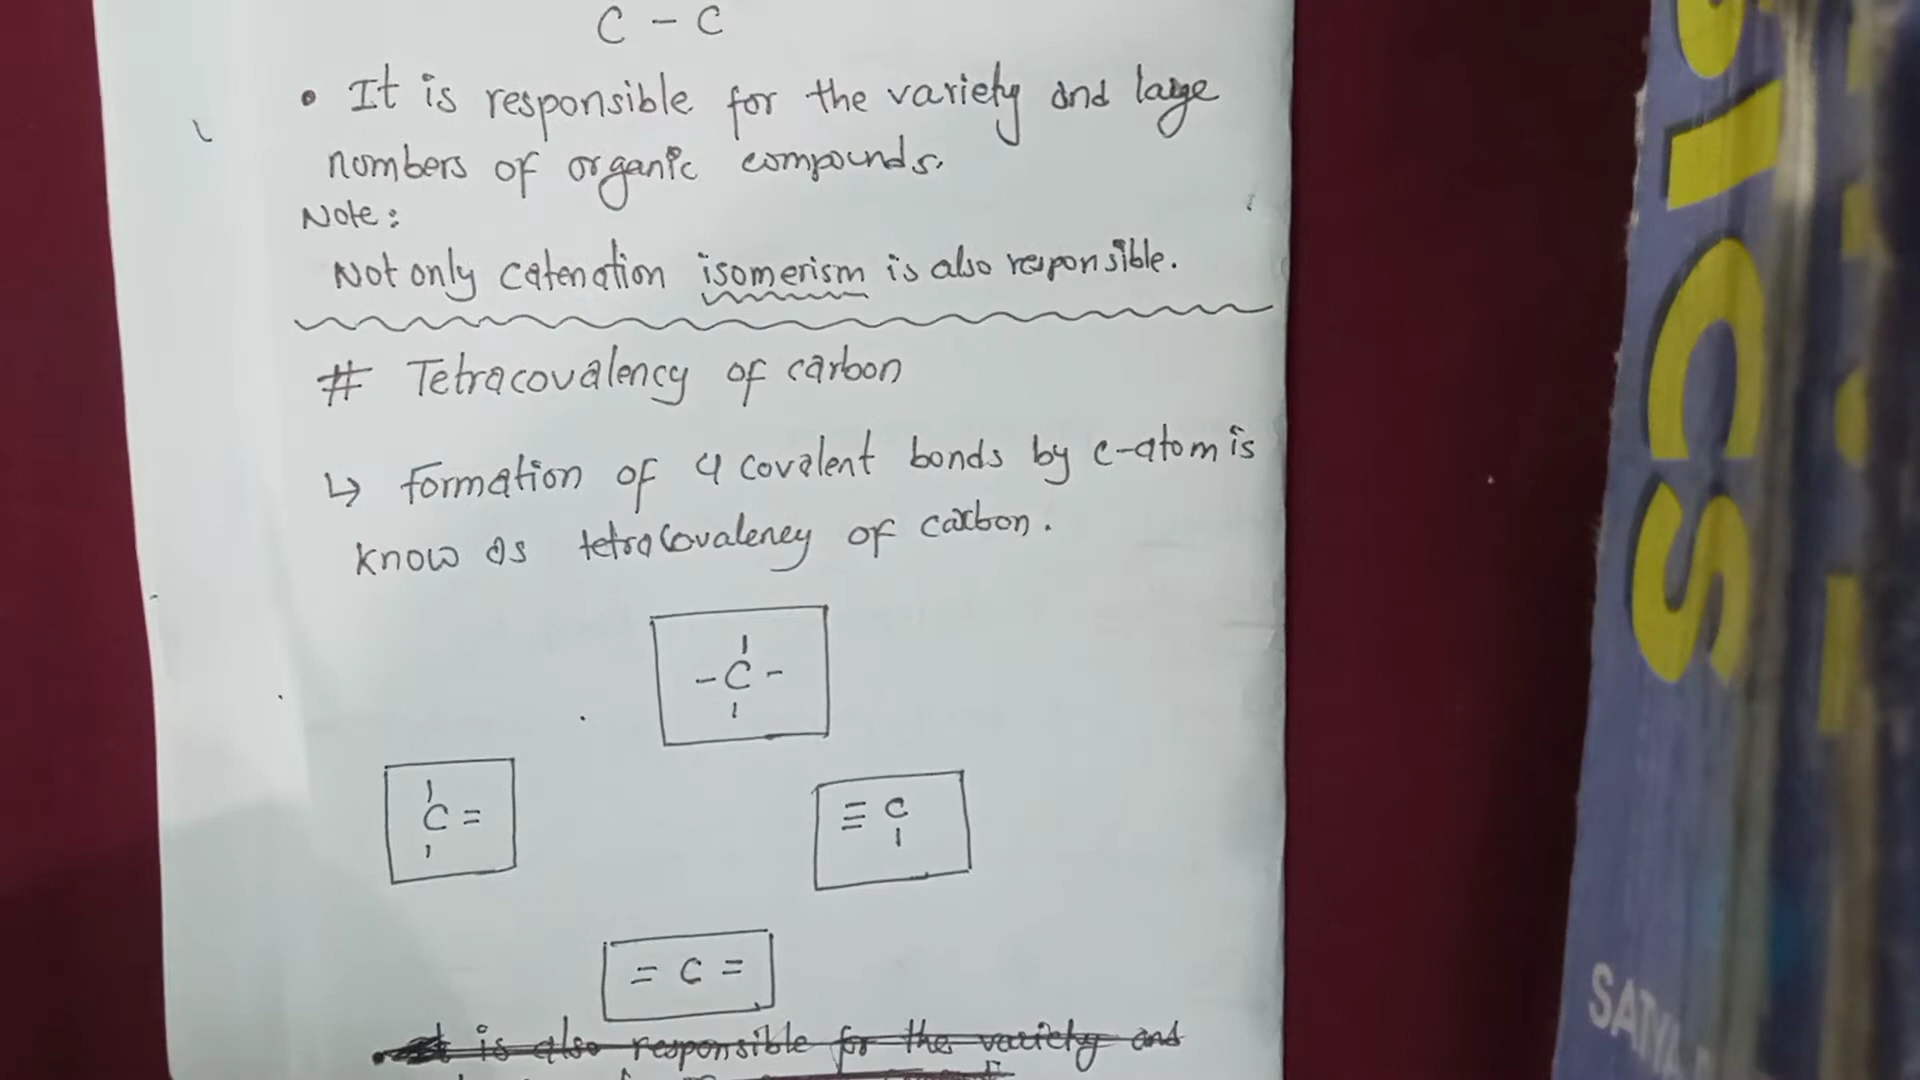 C - C
• It is responsible for the variety and large
numbers of organic compounds.
Note:
Not only catenation isomerism is also responsible.
# Tetracovalency of carbon
↳ Formation of 4 covalent bonds by c-atom is
know as tetracovalency of carbon.
- C -
C =
≡ C
= C =
is also responsible for the variety and
SICS
SATYA